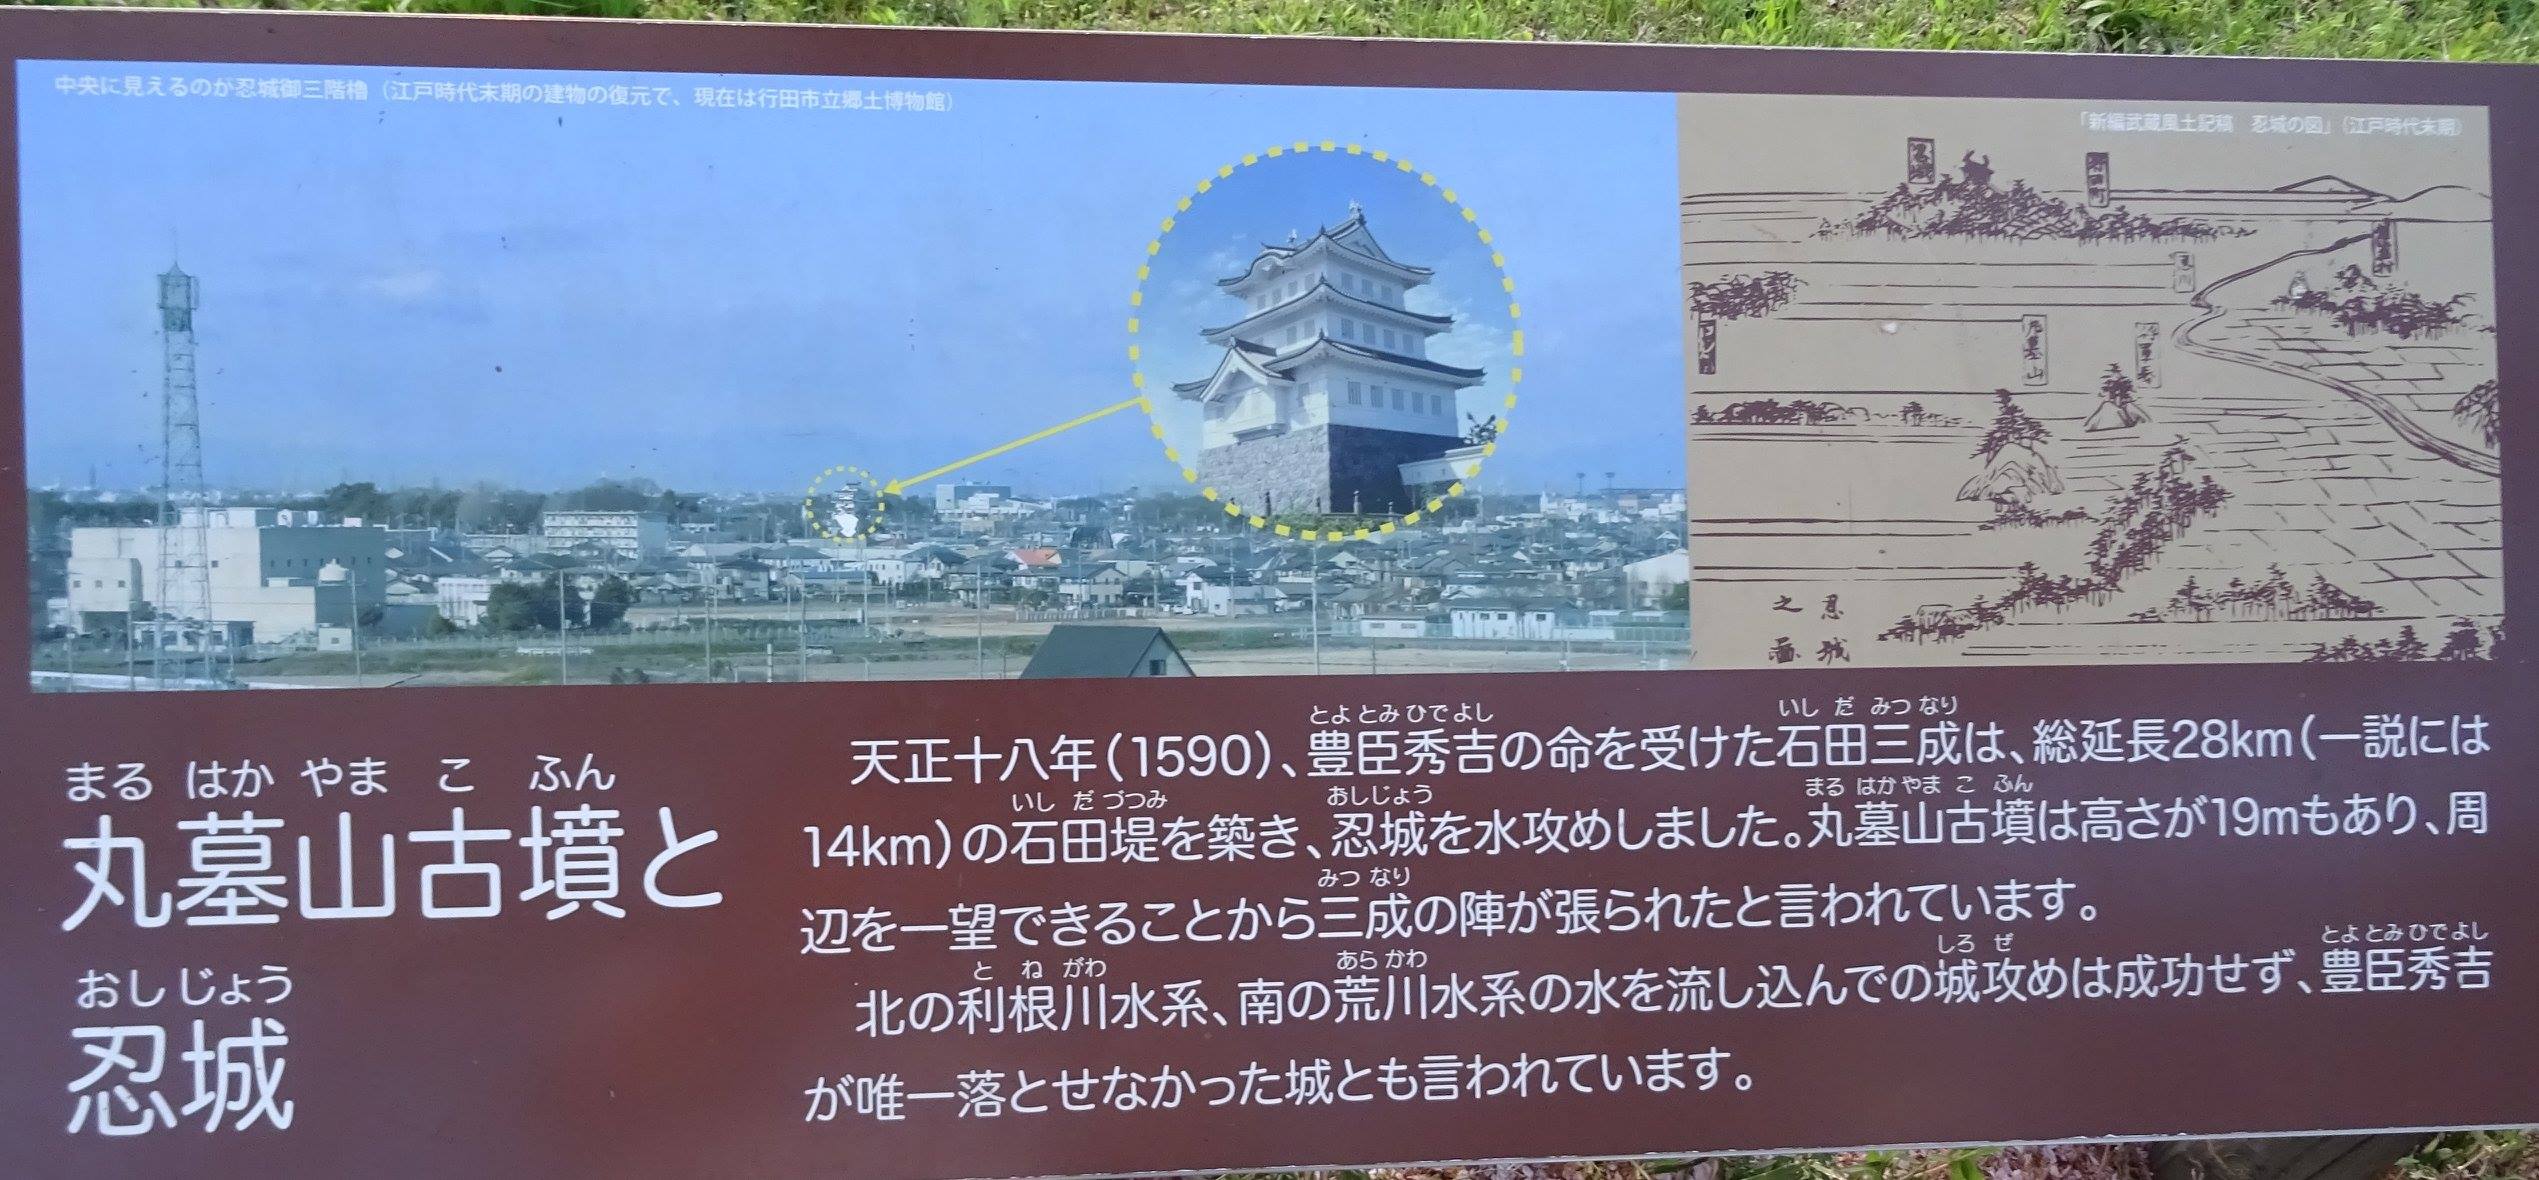 中央に見えるのが忍城御三階櫓（江戸時代末期の建物の復元で、現在は行田市立郷土博物館）
「新編武蔵風土記稿　忍城の図」（江戸時代末期）
忍城
行田町
丸墓山
忍城
之
まる はか やま こ ふん
丸墓山古墳と
おし じょう
忍城
とよ とみ ひで よし いし だ みつ なり
天正十八年（1590）、豊臣秀吉の命を受けた石田三成は、総延長28km（一説には
いし だ づつみ おしじょう まる はか やま こ ふん
14km）の石田堤を築き、忍城を水攻めしました。丸墓山古墳は高さが19mもあり、周
みつ なり
辺を一望できることから三成の陣が張られたと言われています。
と ね がわ あら かわ しろ ぜ とよ とみ ひで よし
北の利根川水系、南の荒川水系の水を流し込んでの城攻めは成功せず、豊臣秀吉
が唯一落とせなかった城とも言われています。